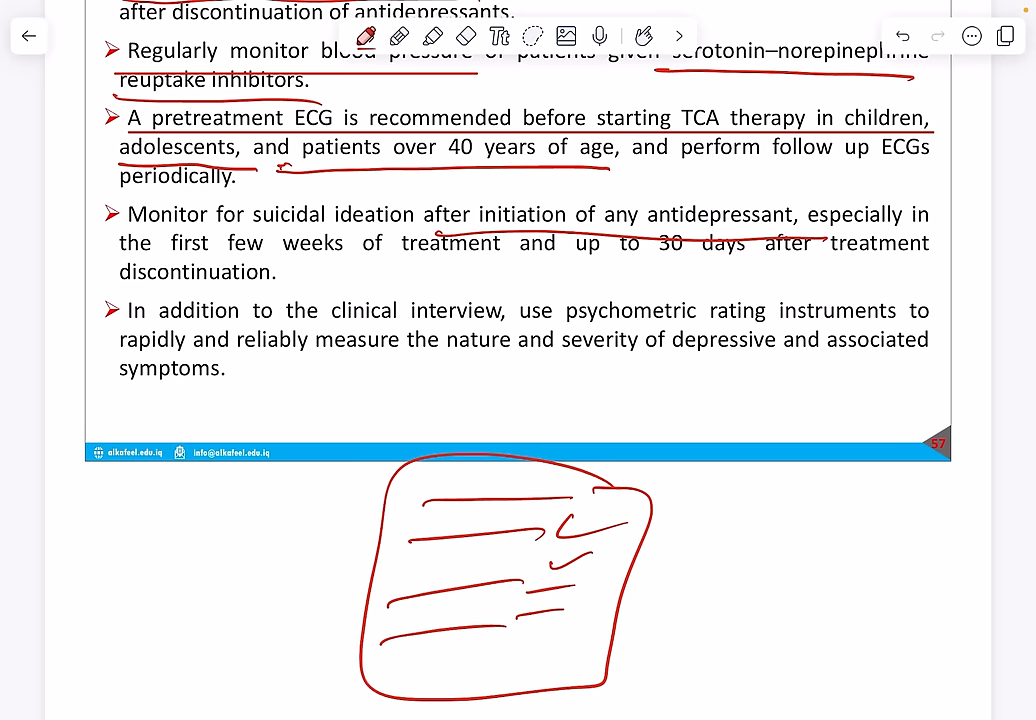 after discontinuation of antidepressants.
Regularly monitor blood pressure of patients given serotonin–norepinephrine
reuptake inhibitors.
A pretreatment ECG is recommended before starting TCA therapy in children,
adolescents, and patients over 40 years of age, and perform follow up ECGs
periodically.
Monitor for suicidal ideation after initiation of any antidepressant, especially in
the first few weeks of treatment and up to 30 days after treatment
discontinuation.
In addition to the clinical interview, use psychometric rating instruments to
rapidly and reliably measure the nature and severity of depressive and associated
symptoms.
alkafeel.edu.iq info@alkafeel.edu.iq 57